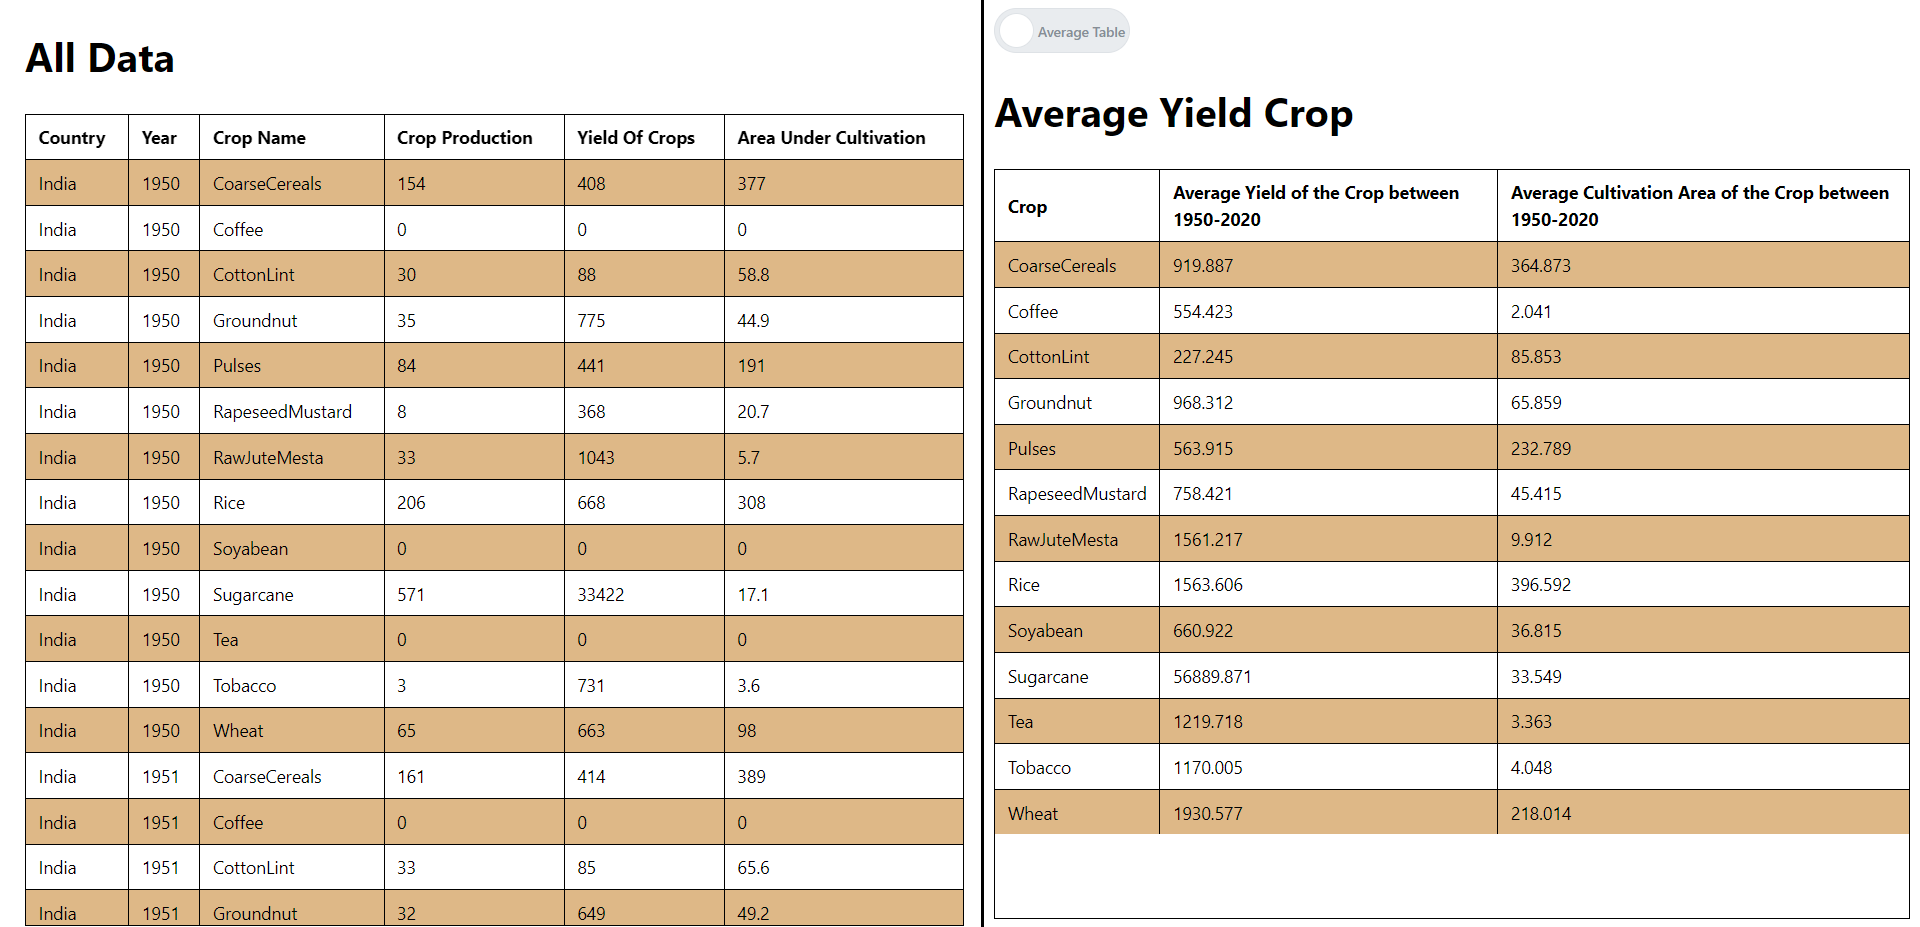 All Data
Country Year Crop Name Crop Production Yield Of Crops Area Under Cultivation
India 1950 CoarseCereals 154 408 377
India 1950 Coffee 0 0 0
India 1950 CottonLint 30 88 58.8
India 1950 Groundnut 35 775 44.9
India 1950 Pulses 84 441 191
India 1950 RapeseedMustard 8 368 20.7
India 1950 RawJuteMesta 33 1043 5.7
India 1950 Rice 206 668 308
India 1950 Soyabean 0 0 0
India 1950 Sugarcane 571 33422 17.1
India 1950 Tea 0 0 0
India 1950 Tobacco 3 731 3.6
India 1950 Wheat 65 663 98
India 1951 CoarseCereals 161 414 389
India 1951 Coffee 0 0 0
India 1951 CottonLint 33 85 65.6
India 1951 Groundnut 32 649 49.2
Average Table
Average Yield Crop
Crop Average Yield of the Crop between 1950-2020 Average Cultivation Area of the Crop between 1950-2020
CoarseCereals 919.887 364.873
Coffee 554.423 2.041
CottonLint 227.245 85.853
Groundnut 968.312 65.859
Pulses 563.915 232.789
RapeseedMustard 758.421 45.415
RawJuteMesta 1561.217 9.912
Rice 1563.606 396.592
Soyabean 660.922 36.815
Sugarcane 56889.871 33.549
Tea 1219.718 3.363
Tobacco 1170.005 4.048
Wheat 1930.577 218.014